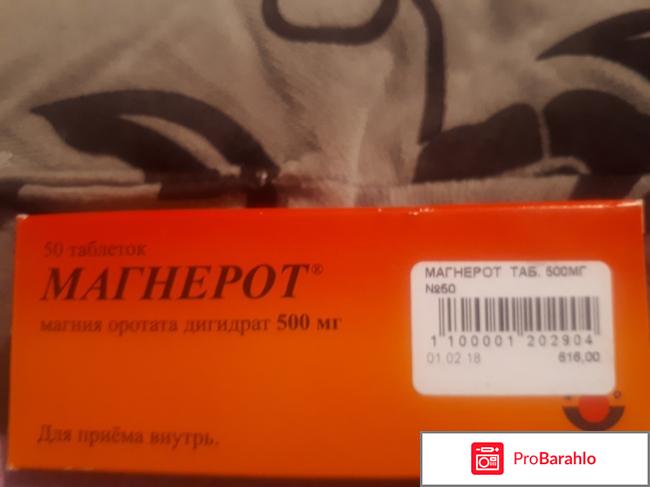 50 таблеток
МАГНЕРОТ®
магния оротата дигидрат 500 мг
Для приёма внутрь.
МАГНЕРОТ ТАБ. 500МГ
№50
1 100001 202904
01.02.18 616,00
ProBarahlo